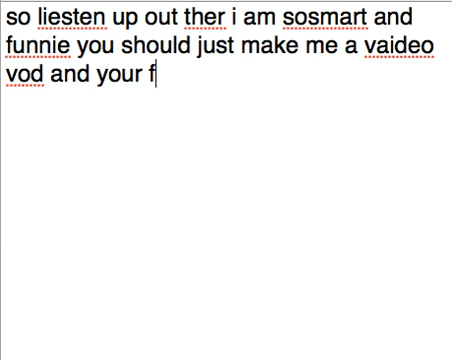 so liesten up out ther i am sosmart and
funnie you should just make me a vaideo
vod and your f